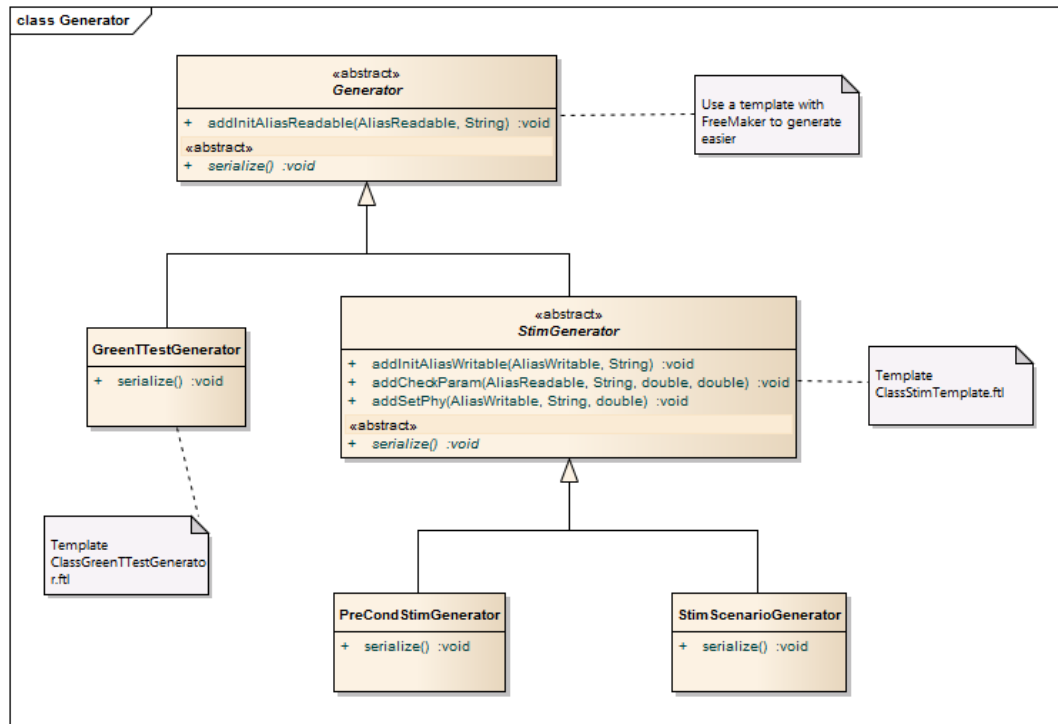 class Generator
«abstract»
Generator
+ addInitAliasReadable(AliasReadable, String) :void
«abstract»
+ serialize() :void
Use a template with
FreeMaker to generate
easier
GreenTTestGenerator
+ serialize() :void
«abstract»
StimGenerator
+ addInitAliasWritable(AliasWritable, String) :void
+ addCheckParam(AliasReadable, String, double, double) :void
+ addSetPhy(AliasWritable, String, double) :void
«abstract»
+ serialize() :void
Template
ClassStimTemplate.ftl
Template
ClassGreenTTestGenerato
r.ftl
PreCondStimGenerator
+ serialize() :void
StimScenarioGenerator
+ serialize() :void